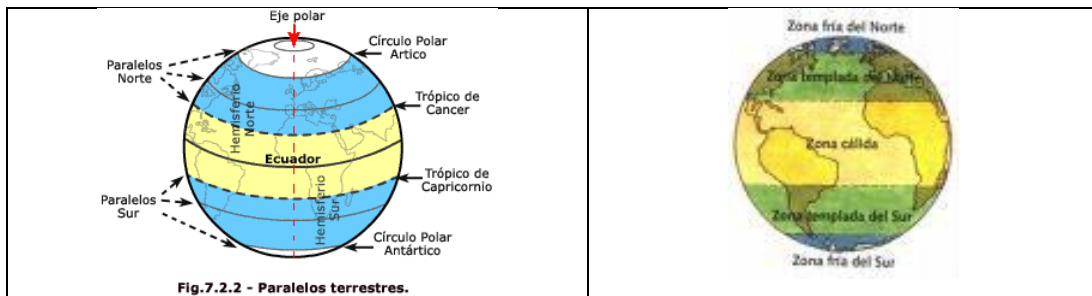 Eje polar
Círculo Polar
Artico
Paralelos
Norte
Trópico de
Cancer
Hemisferio
Norte
Ecuador
Trópico de
Capricornio
Paralelos
Sur
Hemisferio
Sur
Círculo Polar
Antártico
Fig.7.2.2 - Paralelos terrestres.
Zona fría del Norte
Zona templada del Norte
Zona cálida
Zona templada del Sur
Zona fría del Sur